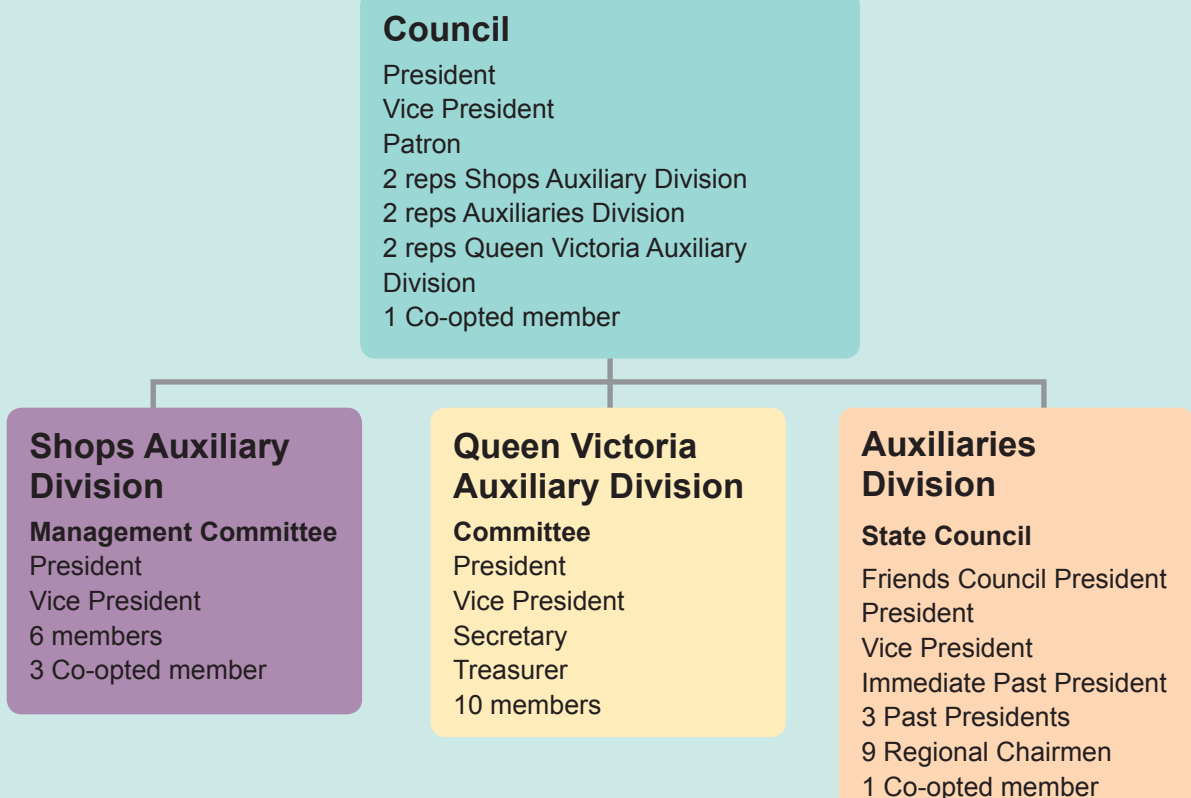 Council
President
Vice President
Patron
2 reps Shops Auxiliary Division
2 reps Auxiliaries Division
2 reps Queen Victoria Auxiliary
Division
1 Co-opted member
Shops Auxiliary
Division
Management Committee
President
Vice President
6 members
3 Co-opted member
Queen Victoria
Auxiliary Division
Committee
President
Vice President
Secretary
Treasurer
10 members
Auxiliaries
Division
State Council
Friends Council President
President
Vice President
Immediate Past President
3 Past Presidents
9 Regional Chairmen
1 Co-opted member